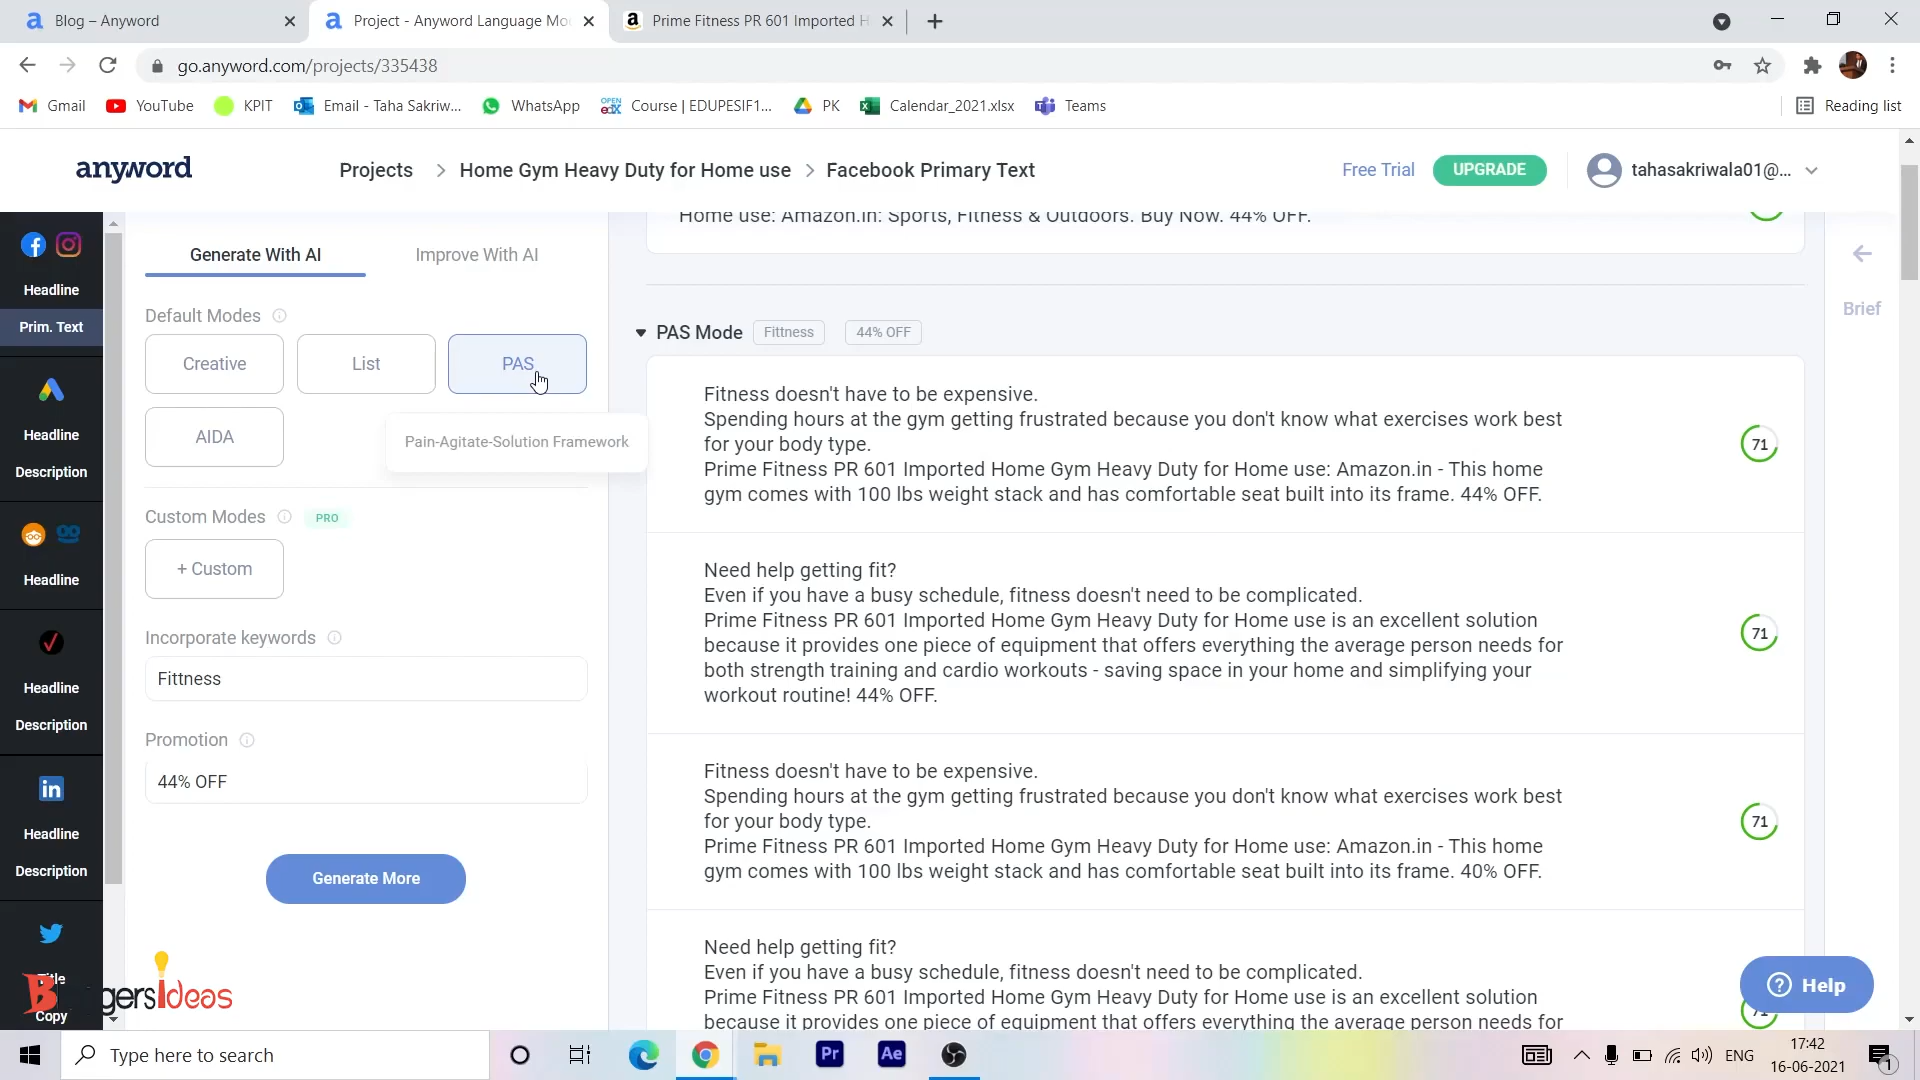 Blog – Anyword
Project - Anyword Language Mo
Prime Fitness PR 601 Imported H
go.anyword.com/projects/335438
Gmail
YouTube
KPIT
Email - Taha Sakriw...
WhatsApp
Course | EDUPESIF1...
PK
Calendar_2021.xlsx
Teams
Reading list
anyword
Projects > Home Gym Heavy Duty for Home use > Facebook Primary Text
Free Trial
UPGRADE
tahasakriwala01@...
Headline
Prim. Text
Headline
Description
Headline
Headline
Description
Headline
Description
Title
Copy
Generate With AI
Improve With AI
Default Modes
Creative
List
PAS
AIDA
Pain-Agitate-Solution Framework
Custom Modes
PRO
+ Custom
Incorporate keywords
Fittness
Promotion
44% OFF
Generate More
Home use: Amazon.in: Sports, Fitness & Outdoors. Buy Now. 44% OFF.
PAS Mode
Fittness
44% OFF
Fitness doesn't have to be expensive.
Spending hours at the gym getting frustrated because you don't know what exercises work best
for your body type.
Prime Fitness PR 601 Imported Home Gym Heavy Duty for Home use: Amazon.in - This home
gym comes with 100 lbs weight stack and has comfortable seat built into its frame. 44% OFF.
71
Need help getting fit?
Even if you have a busy schedule, fitness doesn't need to be complicated.
Prime Fitness PR 601 Imported Home Gym Heavy Duty for Home use is an excellent solution
because it provides one piece of equipment that offers everything the average person needs for
both strength training and cardio workouts - saving space in your home and simplifying your
workout routine! 44% OFF.
71
Fitness doesn't have to be expensive.
Spending hours at the gym getting frustrated because you don't know what exercises work best
for your body type.
Prime Fitness PR 601 Imported Home Gym Heavy Duty for Home use: Amazon.in - This home
gym comes with 100 lbs weight stack and has comfortable seat built into its frame. 40% OFF.
71
Need help getting fit?
Even if you have a busy schedule, fitness doesn't need to be complicated.
Prime Fitness PR 601 Imported Home Gym Heavy Duty for Home use is an excellent solution
because it provides one piece of equipment that offers everything the average person needs for
Brief
Help
Type here to search
Pr
Ae
ENG
17:42
16-06-2021
1